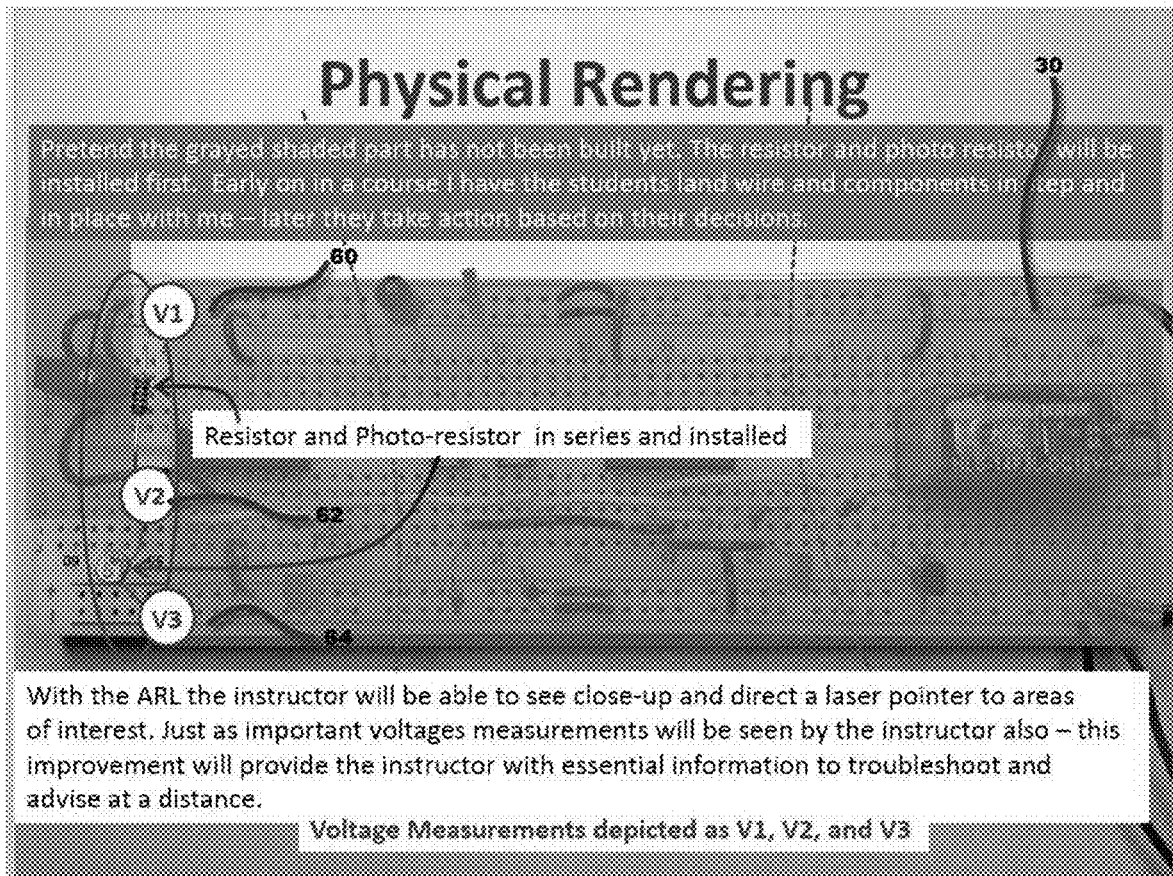 Physical Rendering
30
Pretend the grayed shaded part has not been built yet. The resistor and photo resistor will be
installed first. Early on in a course I have the students land wire and components in step and
in place with me – later they take action based on their decisions.
60
V1
Resistor and Photo-resistor in series and installed
V2
62
V3
64
With the ARL the instructor will be able to see close-up and direct a laser pointer to areas
of interest. Just as important voltages measurements will be seen by the instructor also – this
improvement will provide the instructor with essential information to troubleshoot and
advise at a distance.
Voltage Measurements depicted as V1, V2, and V3